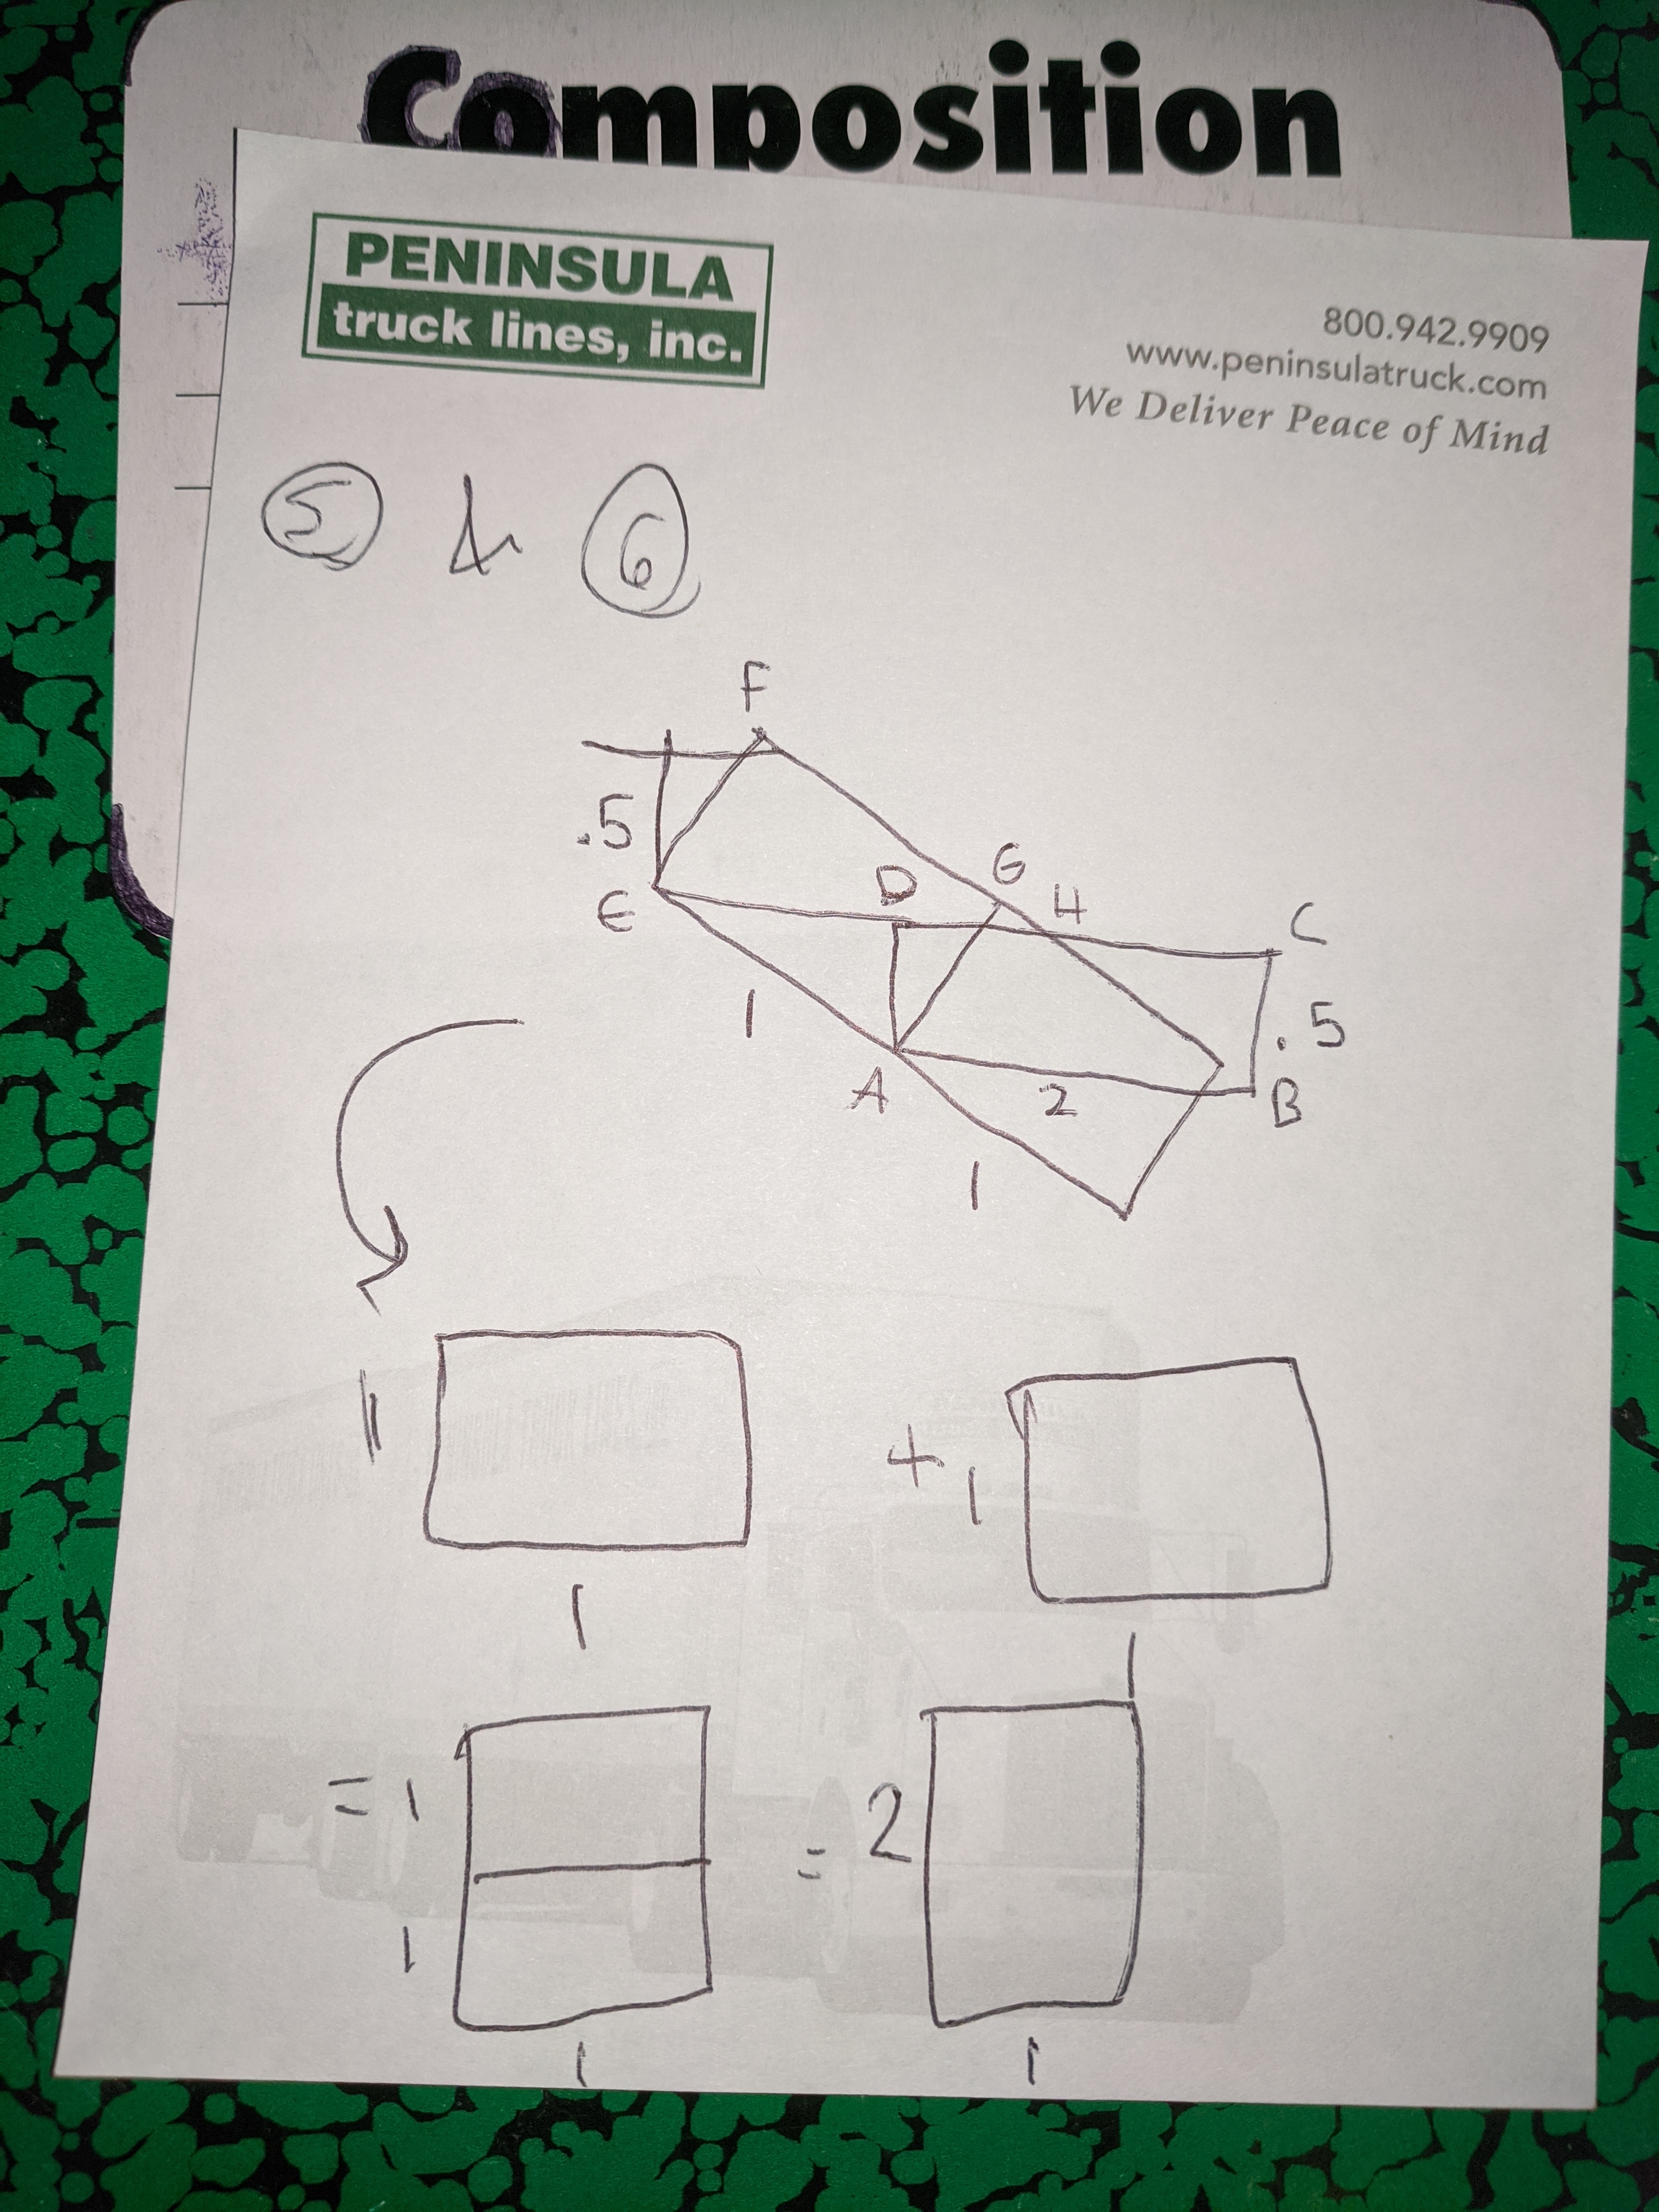 Composition
PENINSULA
truck lines, inc.
800.942.9909
www.peninsulatruck.com
We Deliver Peace of Mind
5 & 6
F
.5
G
D
H
C
E
1
.5
A
2
B
1
1
+ 1
1
1
= 1
= 2
1
1
1